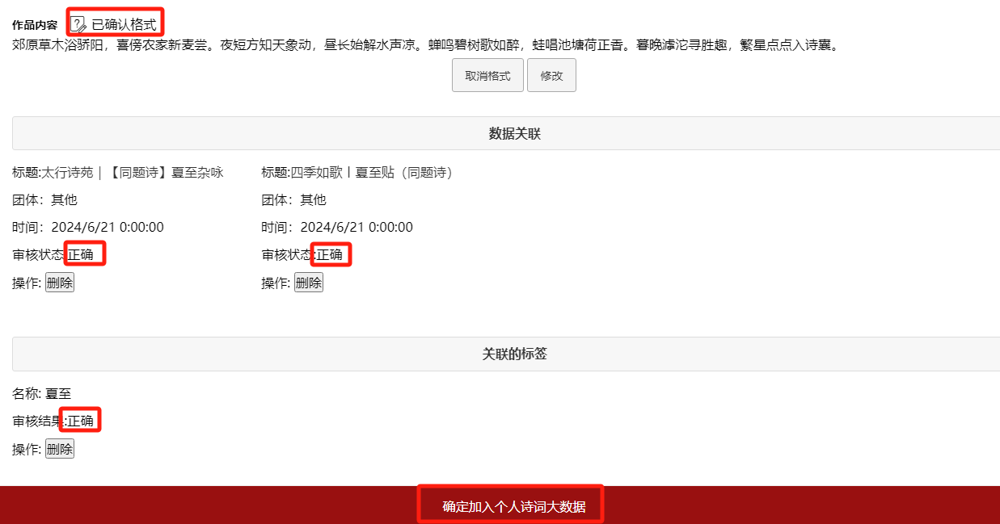 作品内容 已确认格式
郊原草木浴骄阳，喜傍农家新麦尝。夜短方知天象动，昼长始解水声凉。蝉鸣碧树歌如醉，蛙唱池塘荷正香。暮晚滹沱寻胜趣，繁星点点入诗囊。
取消格式 修改
数据关联
标题:太行诗苑｜【同题诗】夏至杂咏 标题:四季如歌丨夏至贴（同题诗）
团体：其他 团体：其他
时间：2024/6/21 0:00:00 时间：2024/6/21 0:00:00
审核状态:正确 审核状态:正确
操作: 删除 操作: 删除
关联的标签
名称: 夏至
审核结果:正确
操作: 删除
确定加入个人诗词大数据